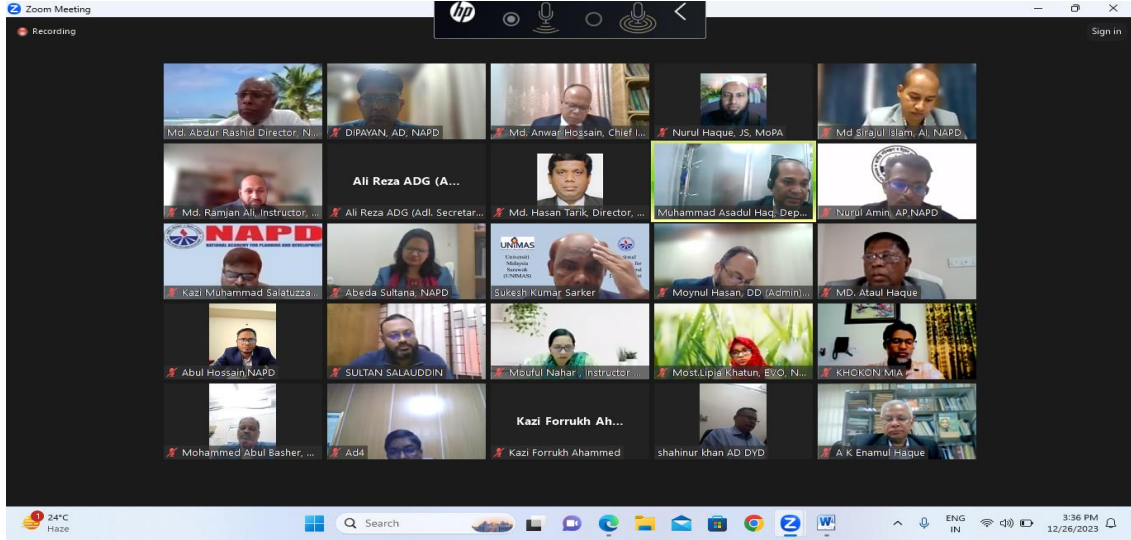 Zoom Meeting
hp
Recording
Sign in
Md. Abdur Rashid Director, N...
DIPAYAN, AD, NAPD
Md. Anwar Hossain, Chief I...
Nurul Haque, JS, MoPA
Md Sirajul Islam, AI, NAPD
Ali Reza ADG (A...
Md. Ramjan Ali, Instructor, ...
Ali Reza ADG (Adl. Secretar...
Md. Hasan Tarik, Director, ...
Muhammad Asadul Haq, Dep...
Nurul Amin, AP,NAPD
NAPD
NATIONAL ACADEMY FOR PLANNING AND DEVELOPMENT
UNIMAS
Universiti
Malaysia
Sarawak
(UNIMAS)
Kazi Muhammad Salatuzza...
Abeda Sultana, NAPD
Sukesh Kumar Sarker
Moynul Hasan, DD (Admin)...
MD. Ataul Haque
Abul Hossain,NAPD
SULTAN SALAUDDIN
Mouful Nahar , Instructor ...
Most.Lipia Khatun, EVO, N...
KHOKON MIA
Kazi Forrukh Ah...
Mohammed Abul Basher, ...
Ad4
Kazi Forrukh Ahammed
shahinur khan AD DYD
A K Enamul Haque
1
24°C
Haze
Search
W
ENG
IN
3:36 PM
12/26/2023